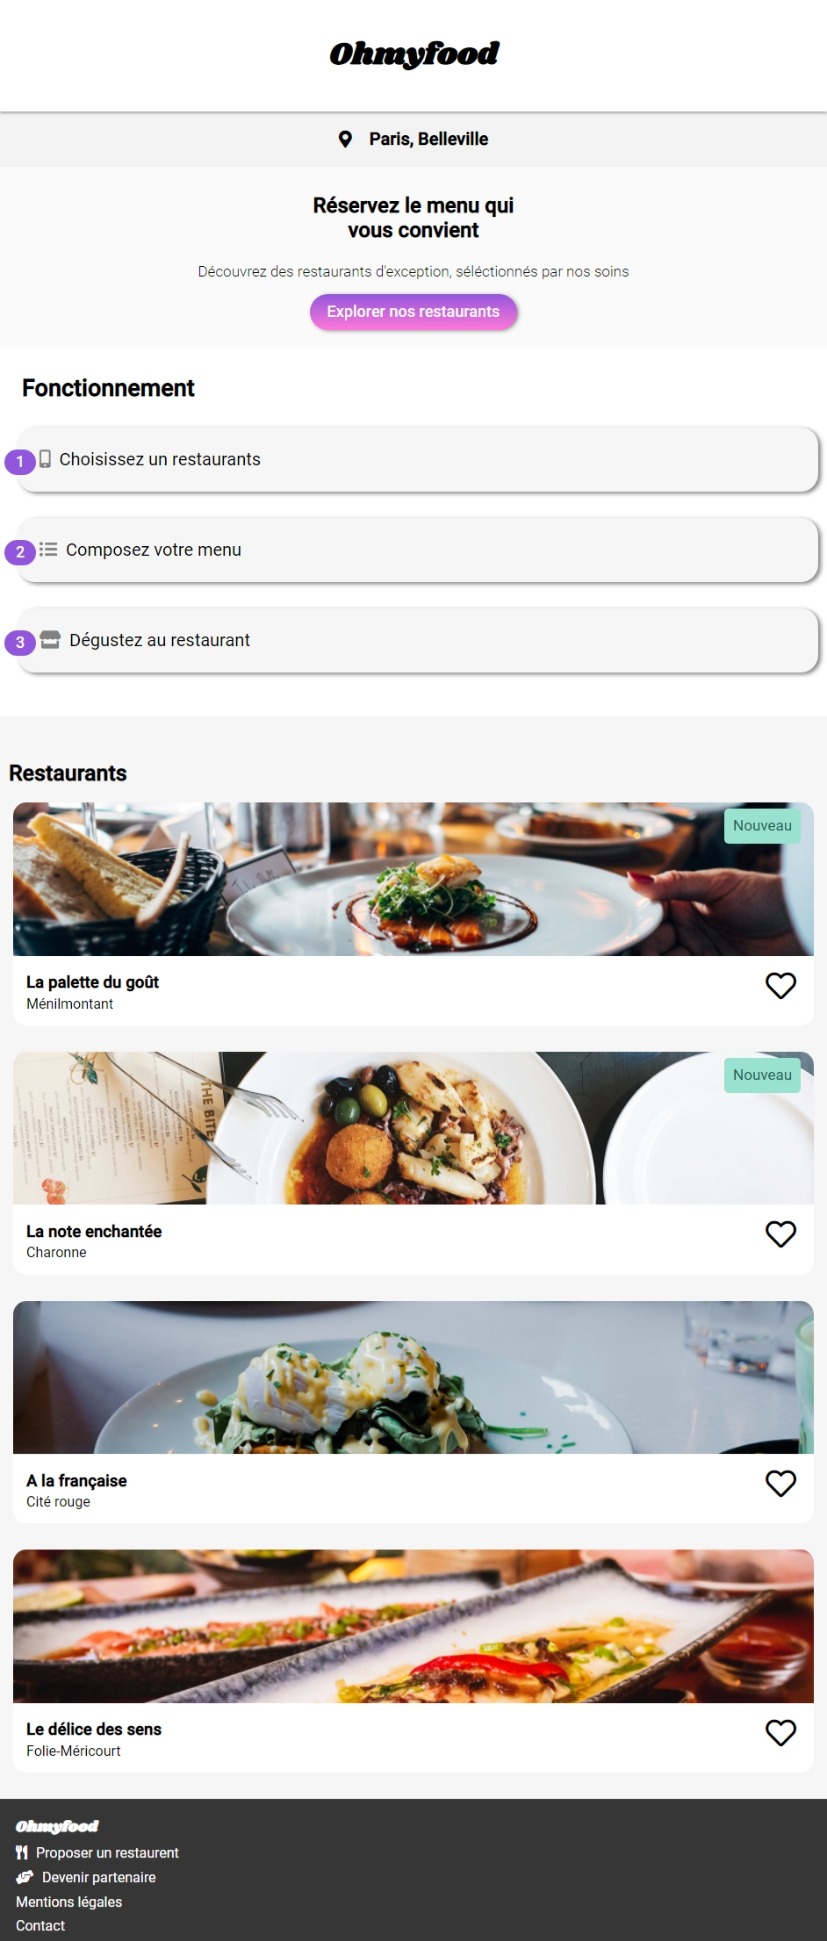 Ohmyfood
Paris, Belleville
Réservez le menu qui
vous convient
Découvrez des restaurants d'exception, séléctionnés par nos soins
Explorer nos restaurants
Fonctionnement
1 Choisissez un restaurants
2 Composez votre menu
3 Dégustez au restaurant
Restaurants
Nouveau
La palette du goût
Ménilmontant
Nouveau
THE BITE
La note enchantée
Charonne
A la française
Cité rouge
Le délice des sens
Folie-Méricourt
Ohmyfood
Proposer un restaurent
Devenir partenaire
Mentions légales
Contact